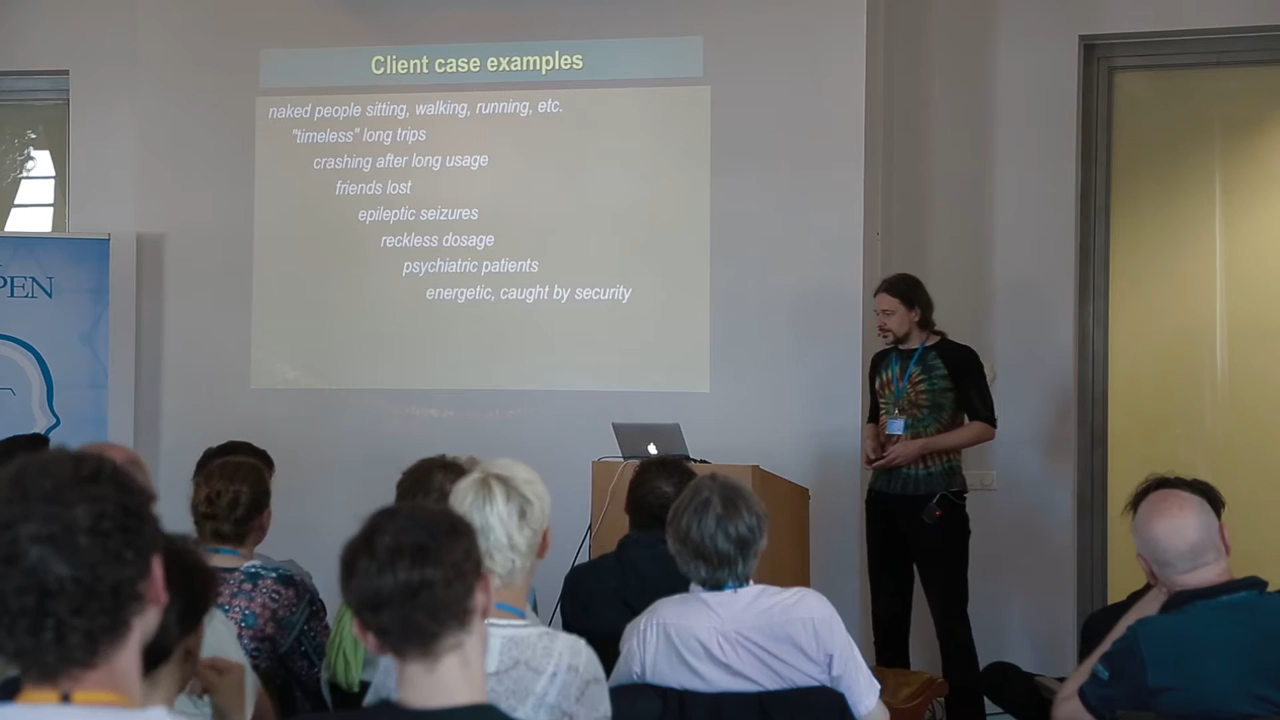 Client case examples
naked people sitting, walking, running, etc.
"timeless" long trips
crashing after long usage
friends lost
epileptic seizures
reckless dosage
psychiatric patients
energetic, caught by security
PEN